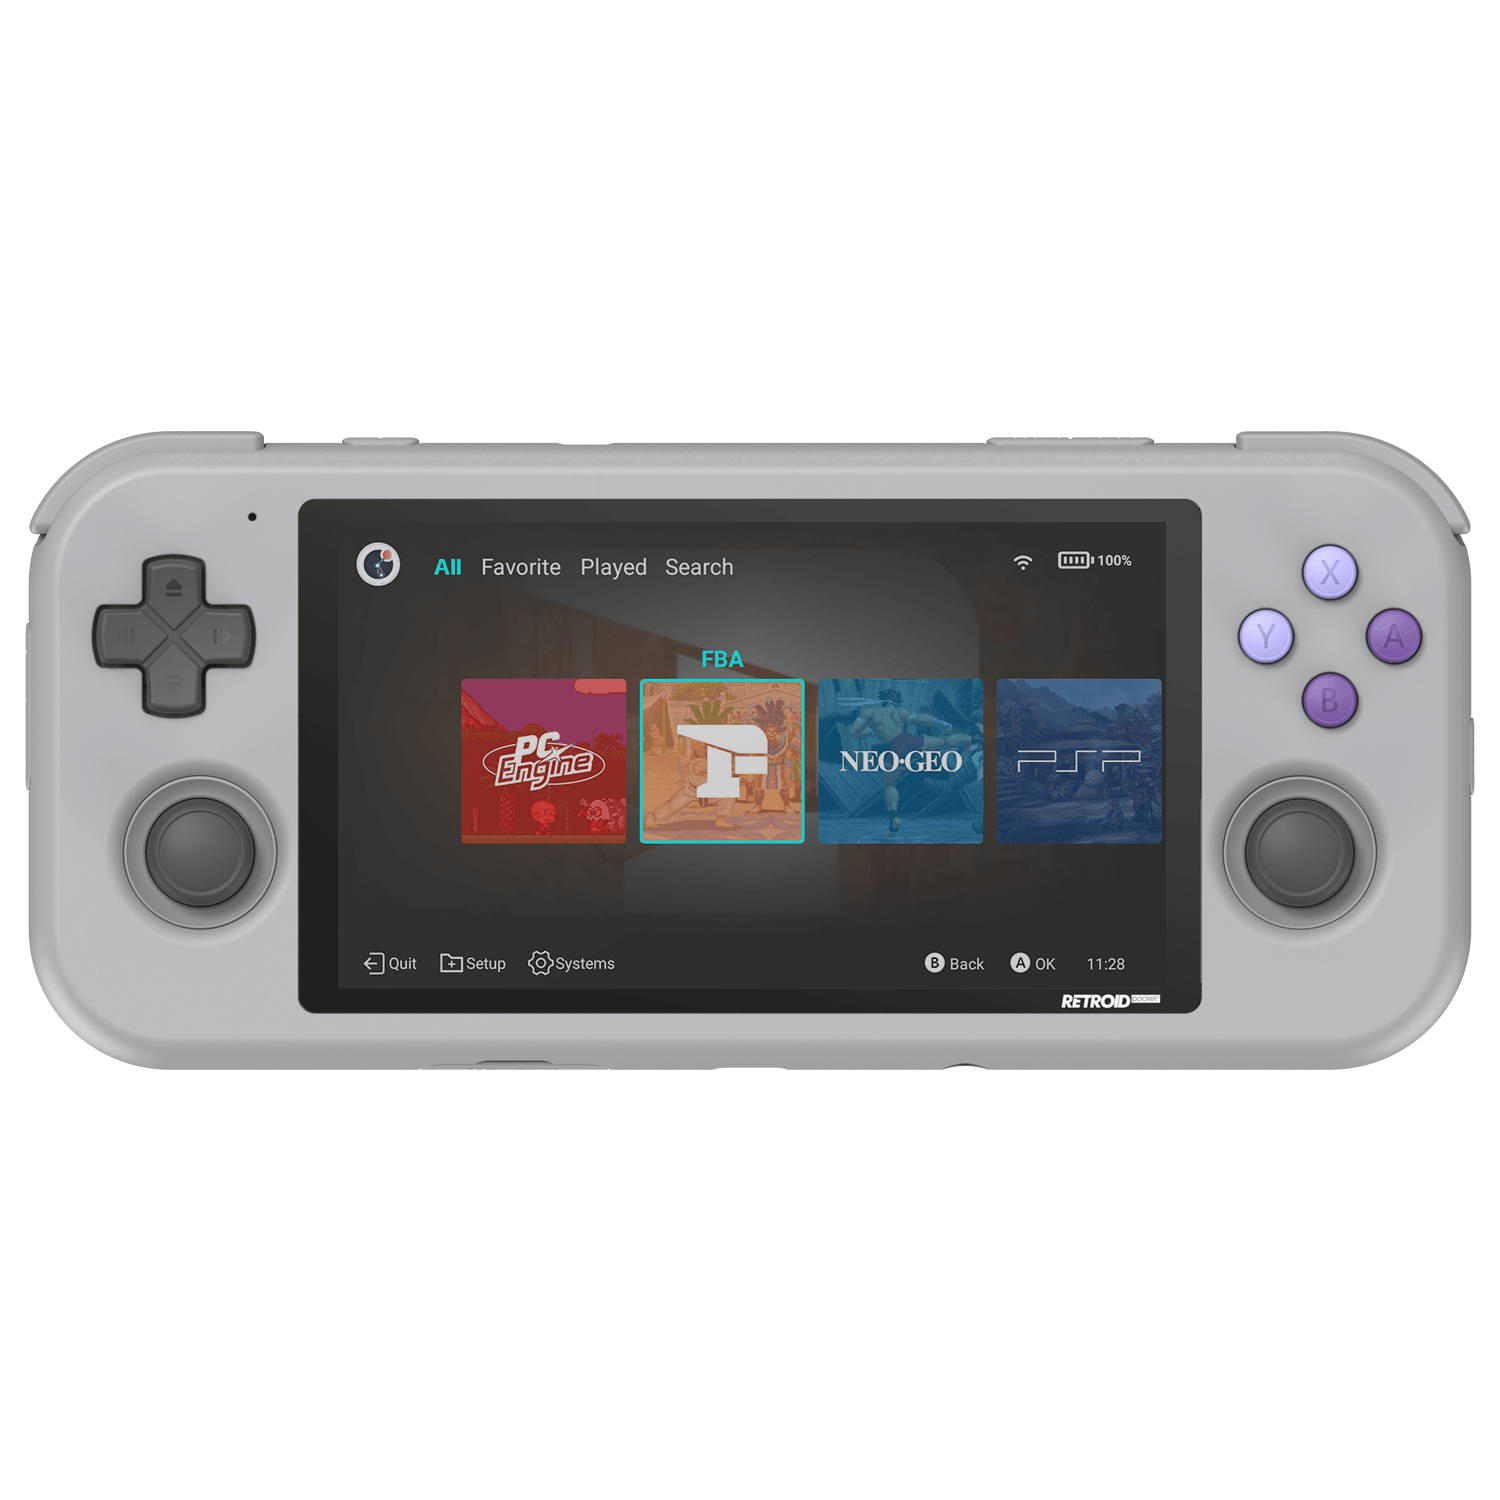 All Favorite Played Search 100%
FBA
PC Engine
NEO·GEO
PSP
X
Y
A
B
Quit Setup Systems B Back A OK 11:28
RETROID pocket